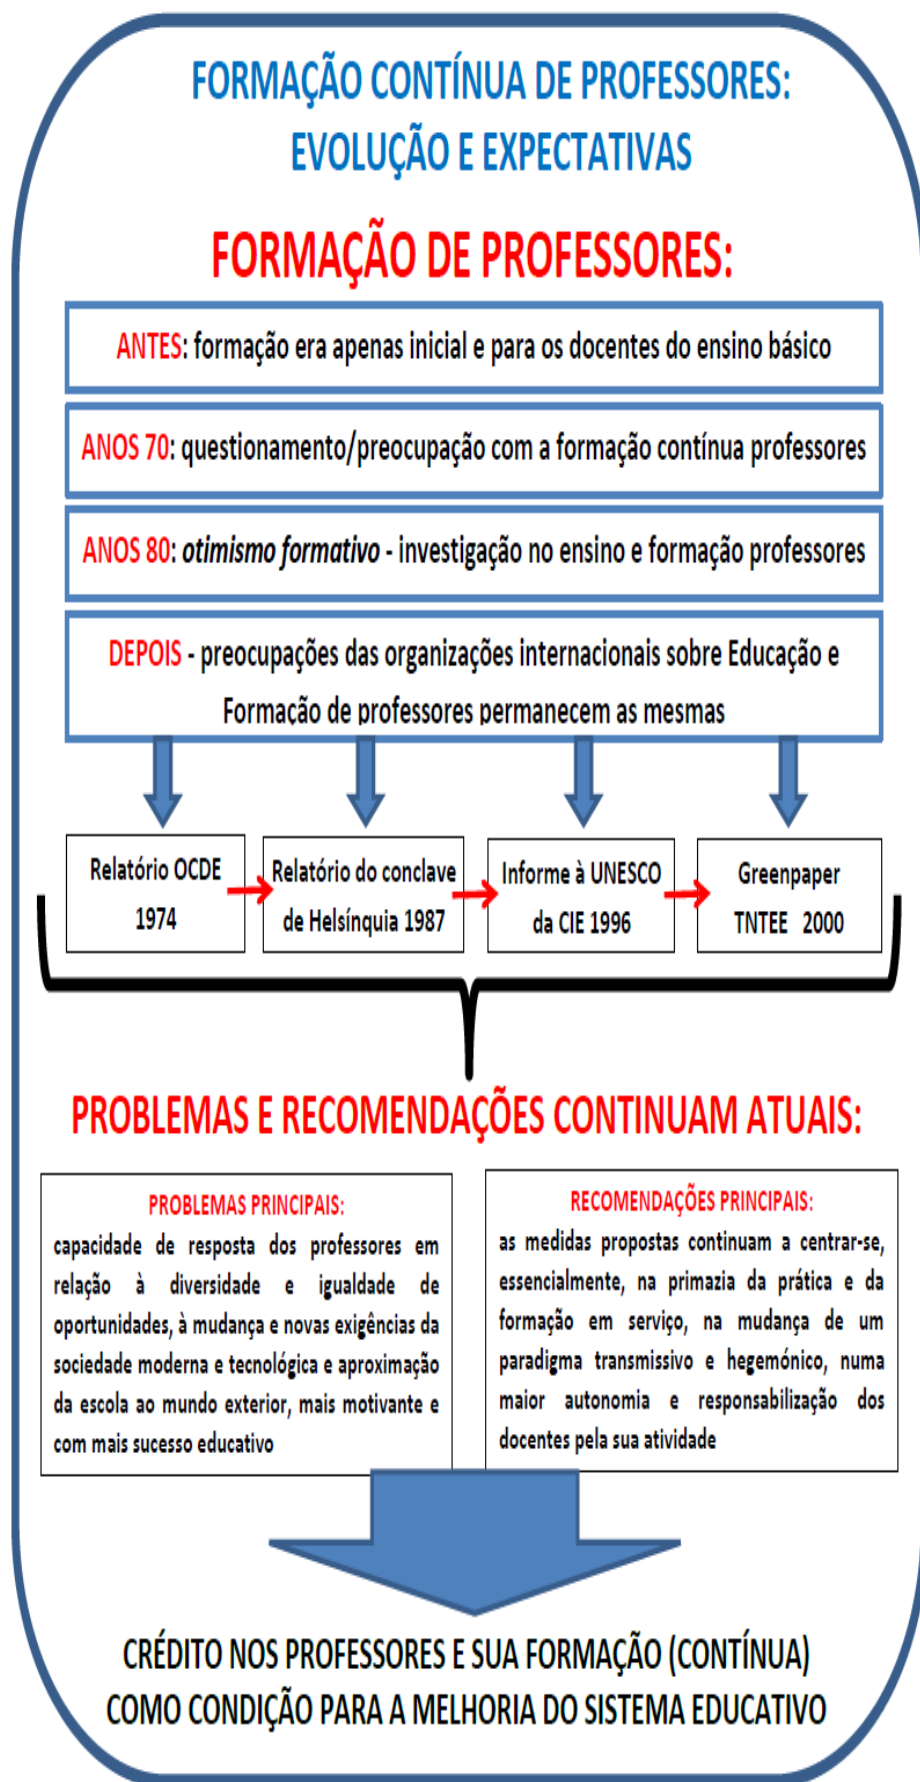 FORMAÇÃO CONTÍNUA DE PROFESSORES:
EVOLUÇÃO E EXPECTATIVAS
FORMAÇÃO DE PROFESSORES:
ANTES: formação era apenas inicial e para os docentes do ensino básico
ANOS 70: questionamento/preocupação com a formação contínua professores
ANOS 80: otimismo formativo - investigação no ensino e formação professores
DEPOIS - preocupações das organizações internacionais sobre Educação e
Formação de professores permanecem as mesmas
Relatório OCDE
1974
Relatório do conclave
de Helsínquia 1987
Informe à UNESCO
da CIE 1996
Greenpaper
TNTEE 2000
PROBLEMAS E RECOMENDAÇÕES CONTINUAM ATUAIS:
PROBLEMAS PRINCIPAIS:
capacidade de resposta dos professores em
relação à diversidade e igualdade de
oportunidades, à mudança e novas exigências da
sociedade moderna e tecnológica e aproximação
da escola ao mundo exterior, mais motivante e
com mais sucesso educativo
RECOMENDAÇÕES PRINCIPAIS:
as medidas propostas continuam a centrar-se,
essencialmente, na primazia da prática e da
formação em serviço, na mudança de um
paradigma transmissivo e hegemónico, numa
maior autonomia e responsabilização dos
docentes pela sua atividade
CRÉDITO NOS PROFESSORES E SUA FORMAÇÃO (CONTÍNUA)
COMO CONDIÇÃO PARA A MELHORIA DO SISTEMA EDUCATIVO